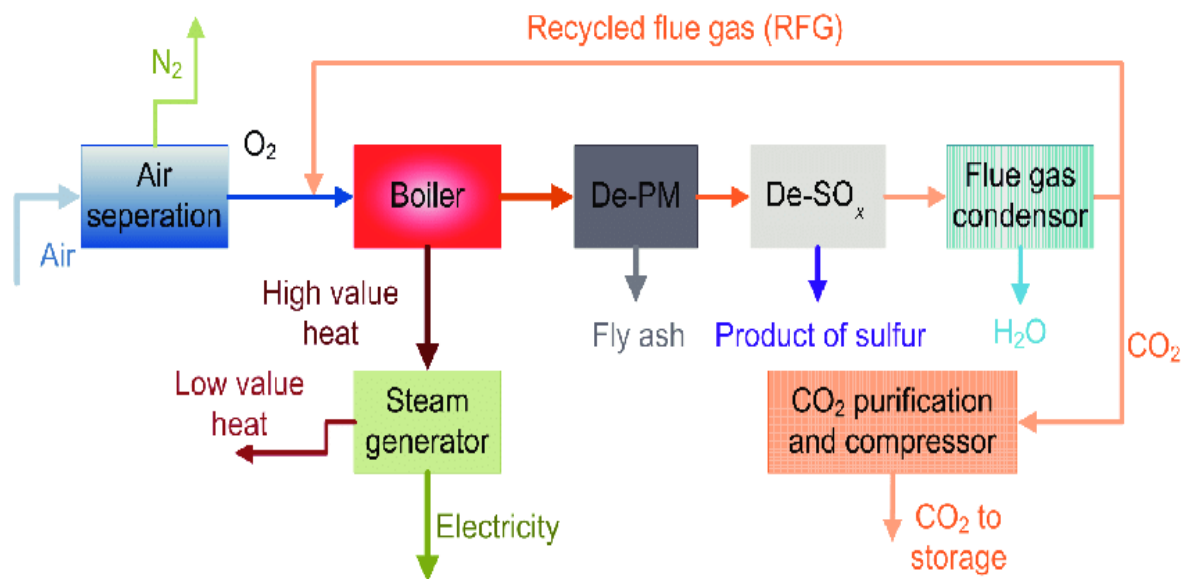 Recycled flue gas (RFG)
N₂
O₂
Air
seperation
Boiler
De-PM
De-SOₓ
Flue gas
condensor
Air
High value
heat
Fly ash
Product of sulfur
H₂O
CO₂
Low value
heat
Steam
generator
CO₂ purification
and compressor
Electricity
CO₂ to
storage